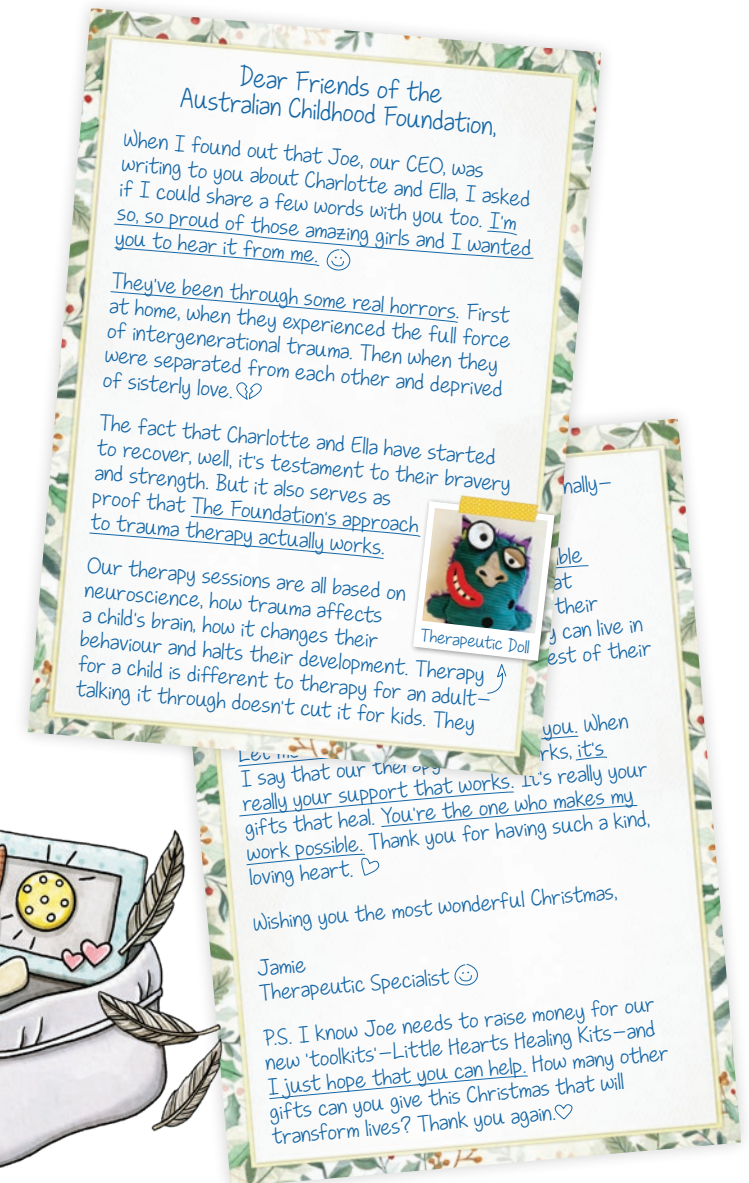 Dear Friends of the
Australian Childhood Foundation,
When I found out that Joe, our CEO, was
writing to you about Charlotte and Ella, I asked
if I could share a few words with you too. I'm
so, so proud of those amazing girls and I wanted
you to hear it from me.
They've been through some real horrors. First
at home, when they experienced the full force
of intergenerational trauma. Then when they
were separated from each other and deprived
of sisterly love.
The fact that Charlotte and Ella have started
to recover, well, it's testament to their bravery
and strength. But it also serves as
proof that The Foundation's approach
to trauma therapy actually works.
Our therapy sessions are all based on
neuroscience, how trauma affects
a child's brain, how it changes their
behaviour and halts their development. Therapy
for a child is different to therapy for an adult—
talking it through doesn't cut it for kids. They
Therapeutic Doll
nally—
ible
at
their
y can live in
est of their
you. When
Let me
rks, it's
I say that our therapy
really your support that works. It's really your
gifts that heal. You're the one who makes my
work possible. Thank you for having such a kind,
loving heart.
Wishing you the most wonderful Christmas,
Jamie
Therapeutic Specialist
P.S. I know Joe needs to raise money for our
new 'toolkits'—Little Hearts Healing Kits—and
I just hope that you can help. How many other
gifts can you give this Christmas that will
transform lives? Thank you again.